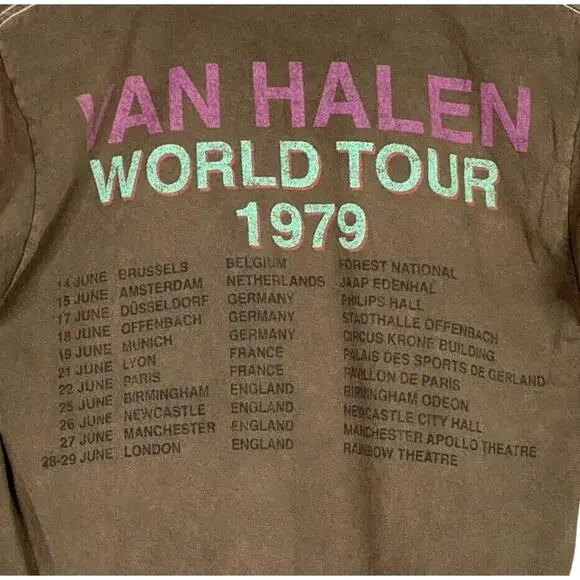 VAN HALEN
WORLD TOUR
1979
14 JUNE BRUSSELS BELGIUM FOREST NATIONAL
15 JUNE AMSTERDAM NETHERLANDS JAAP EDENHAL
17 JUNE DÜSSELDORF GERMANY PHILIPS HALL
18 JUNE OFFENBACH GERMANY STADTHALLE OFFENBACH
19 JUNE MUNICH GERMANY CIRCUS KRONE BUILDING
21 JUNE LYON FRANCE PALAIS DES SPORTS DE GERLAND
22 JUNE PARIS FRANCE PAVILLON DE PARIS
25 JUNE BIRMINGHAM ENGLAND BIRMINGHAM ODEON
26 JUNE NEWCASTLE ENGLAND NEWCASTLE CITY HALL
27 JUNE MANCHESTER ENGLAND MANCHESTER APOLLO THEATRE
28-29 JUNE LONDON ENGLAND RAINBOW THEATRE